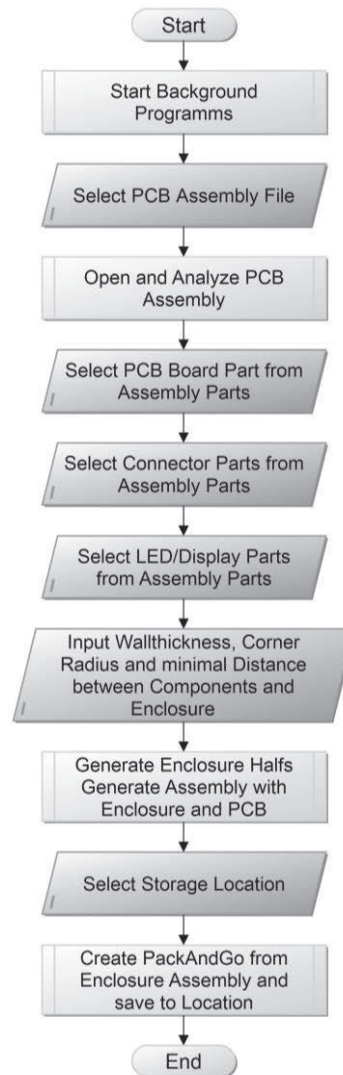 Start
Start Background
Programms
Select PCB Assembly File
Open and Analyze PCB
Assembly
Select PCB Board Part from
Assembly Parts
Select Connector Parts from
Assembly Parts
Select LED/Display Parts
from Assembly Parts
Input Wallthickness, Corner
Radius and minimal Distance
between Components and
Enclosure
Generate Enclosure Halfs
Generate Assembly with
Enclosure and PCB
Select Storage Location
Create PackAndGo from
Enclosure Assembly and
save to Location
End